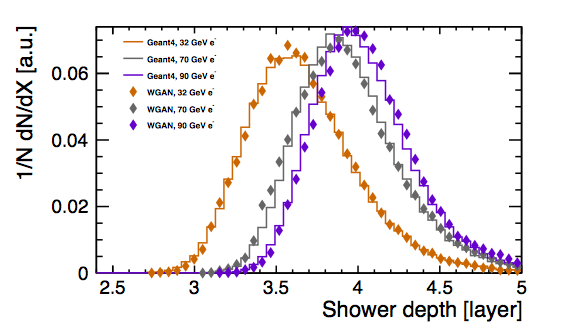 1/N dN/dX [a.u.]
Geant4, 32 GeV e-
Geant4, 70 GeV e-
Geant4, 90 GeV e-
WGAN, 32 GeV e-
WGAN, 70 GeV e-
WGAN, 90 GeV e-
0.06
0.04
0.02
0
2.5 3 3.5 4 4.5 5
Shower depth [layer]